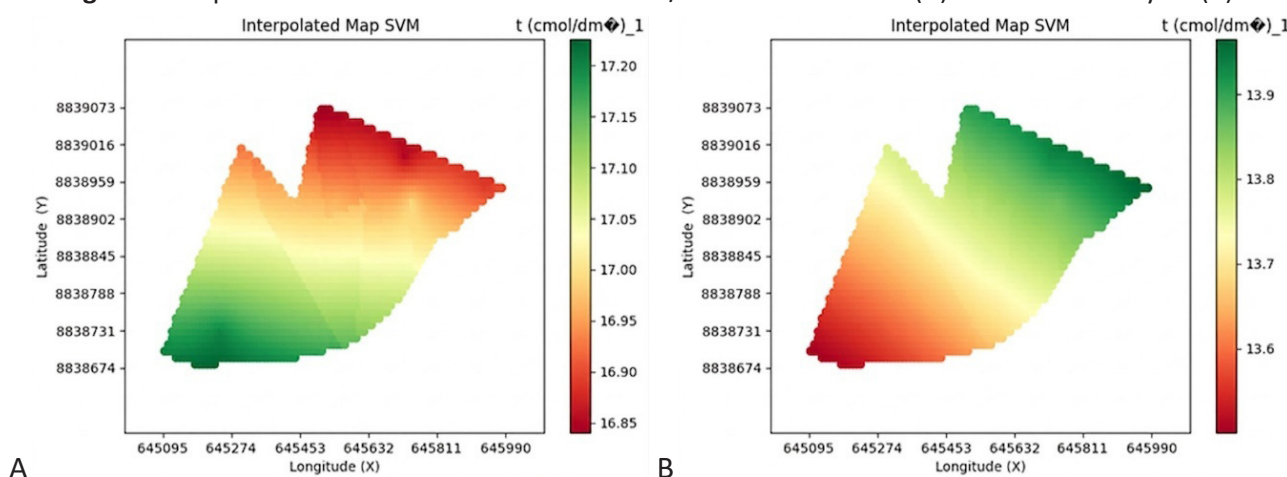 Interpolated Map SVM
t (cmol/dm�)_1
8839073
8839016
8838959
8838902
8838845
8838788
8838731
8838674
Latitude (Y)
645095 645274 645453 645632 645811 645990
Longitude (X)
17.20
17.15
17.10
17.05
17.00
16.95
16.90
16.85
A
Interpolated Map SVM
t (cmol/dm�)_1
8839073
8839016
8838959
8838902
8838845
8838788
8838731
8838674
Latitude (Y)
645095 645274 645453 645632 645811 645990
Longitude (X)
13.9
13.8
13.7
13.6
B